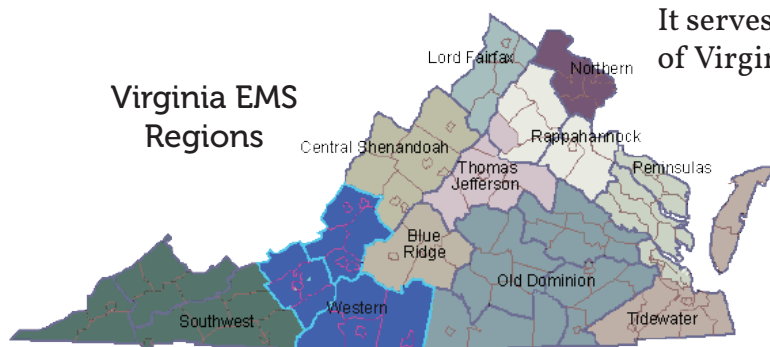 It serves
of Virgin
Virginia EMS
Regions
Lord Fairfax
Northern
Central Shenandoah
Rappahannock
Thomas
Jefferson
Peninsulas
Blue
Ridge
Old Dominion
Western
Southwest
Tidewater